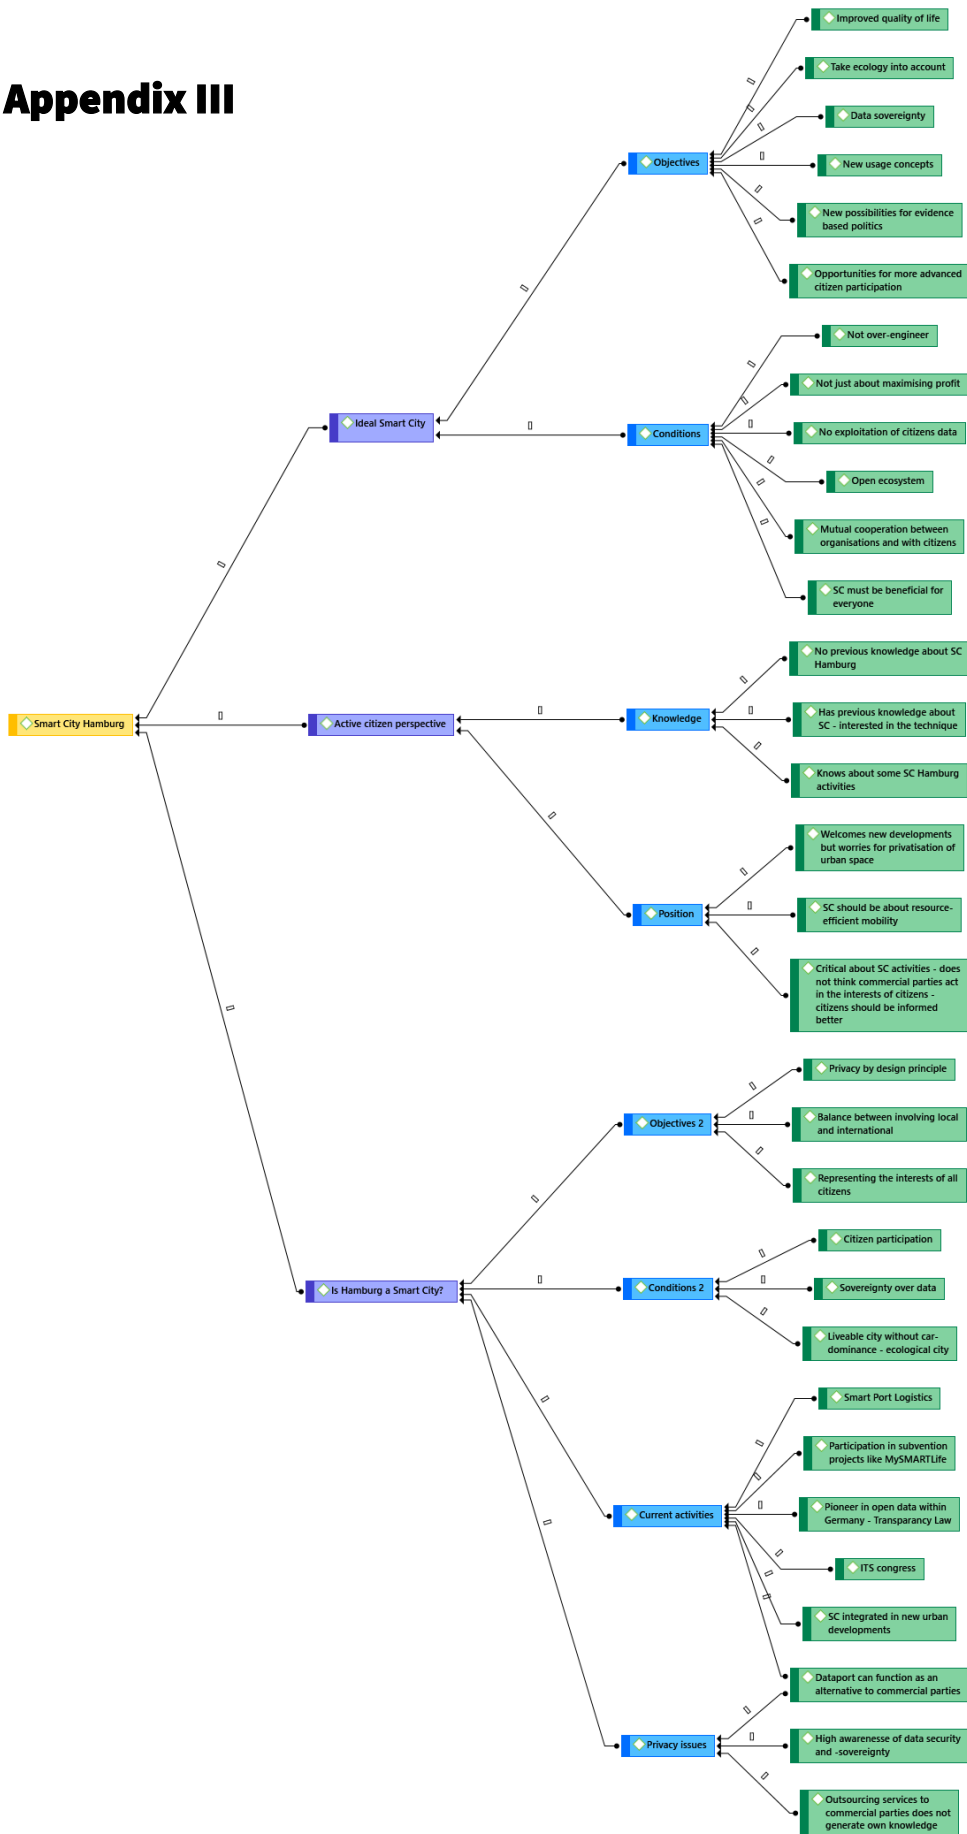 Appendix III
Improved quality of life
Take ecology into account
Data sovereignty
Objectives
New usage concepts
New possibilities for evidence
based politics
Opportunities for more advanced
citizen participation
Not over-engineer
Not just about maximising profit
Ideal Smart City
Conditions
No exploitation of citizens data
Open ecosystem
Mutual cooperation between
organisations and with citizens
SC must be beneficial for
everyone
No previous knowledge about SC
Hamburg
Smart City Hamburg
Active citizen perspective
Knowledge
Has previous knowledge about
SC - interested in the technique
Knows about some SC Hamburg
activities
Welcomes new developments
but worries for privatisation of
urban space
Position
SC should be about resource-
efficient mobility
Critical about SC activities - does
not think commercial parties act
in the interests of citizens -
citizens should be informed
better
Privacy by design principle
Objectives 2
Balance between involving local
and international
Representing the interests of all
citizens
Citizen participation
Is Hamburg a Smart City?
Conditions 2
Sovereignty over data
Liveable city without car-
dominance - ecological city
Smart Port Logistics
Participation in subvention
projects like MySMARTLife
Current activities
Pioneer in open data within
Germany - Transparancy Law
ITS congress
SC integrated in new urban
developments
Dataport can function as an
alternative to commercial parties
Privacy issues
High awarenesse of data security
and -sovereignty
Outsourcing services to
commercial parties does not
generate own knowledge